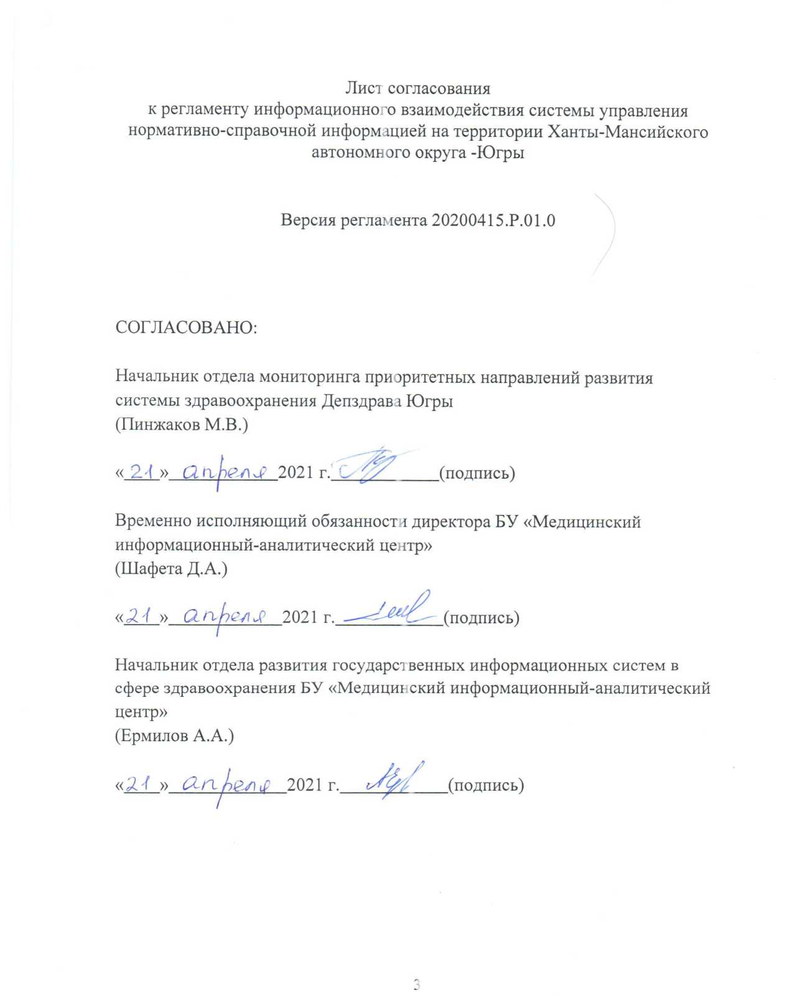 Лист согласования
к регламенту информационного взаимодействия системы управления
нормативно-справочной информацией на территории Ханты-Мансийского
автономного округа -Югры
Версия регламента 20200415.Р.01.0
СОГЛАСОВАНО:
Начальник отдела мониторинга приоритетных направлений развития
системы здравоохранения Депздрава Югры
(Пинжаков М.В.)
«21» апреля 2021 г. (подпись)
Временно исполняющий обязанности директора БУ «Медицинский
информационный-аналитический центр»
(Шафета Д.А.)
«21» апреля 2021 г. (подпись)
Начальник отдела развития государственных информационных систем в
сфере здравоохранения БУ «Медицинский информационный-аналитический
центр»
(Ермилов А.А.)
«21» апреля 2021 г. (подпись)
3